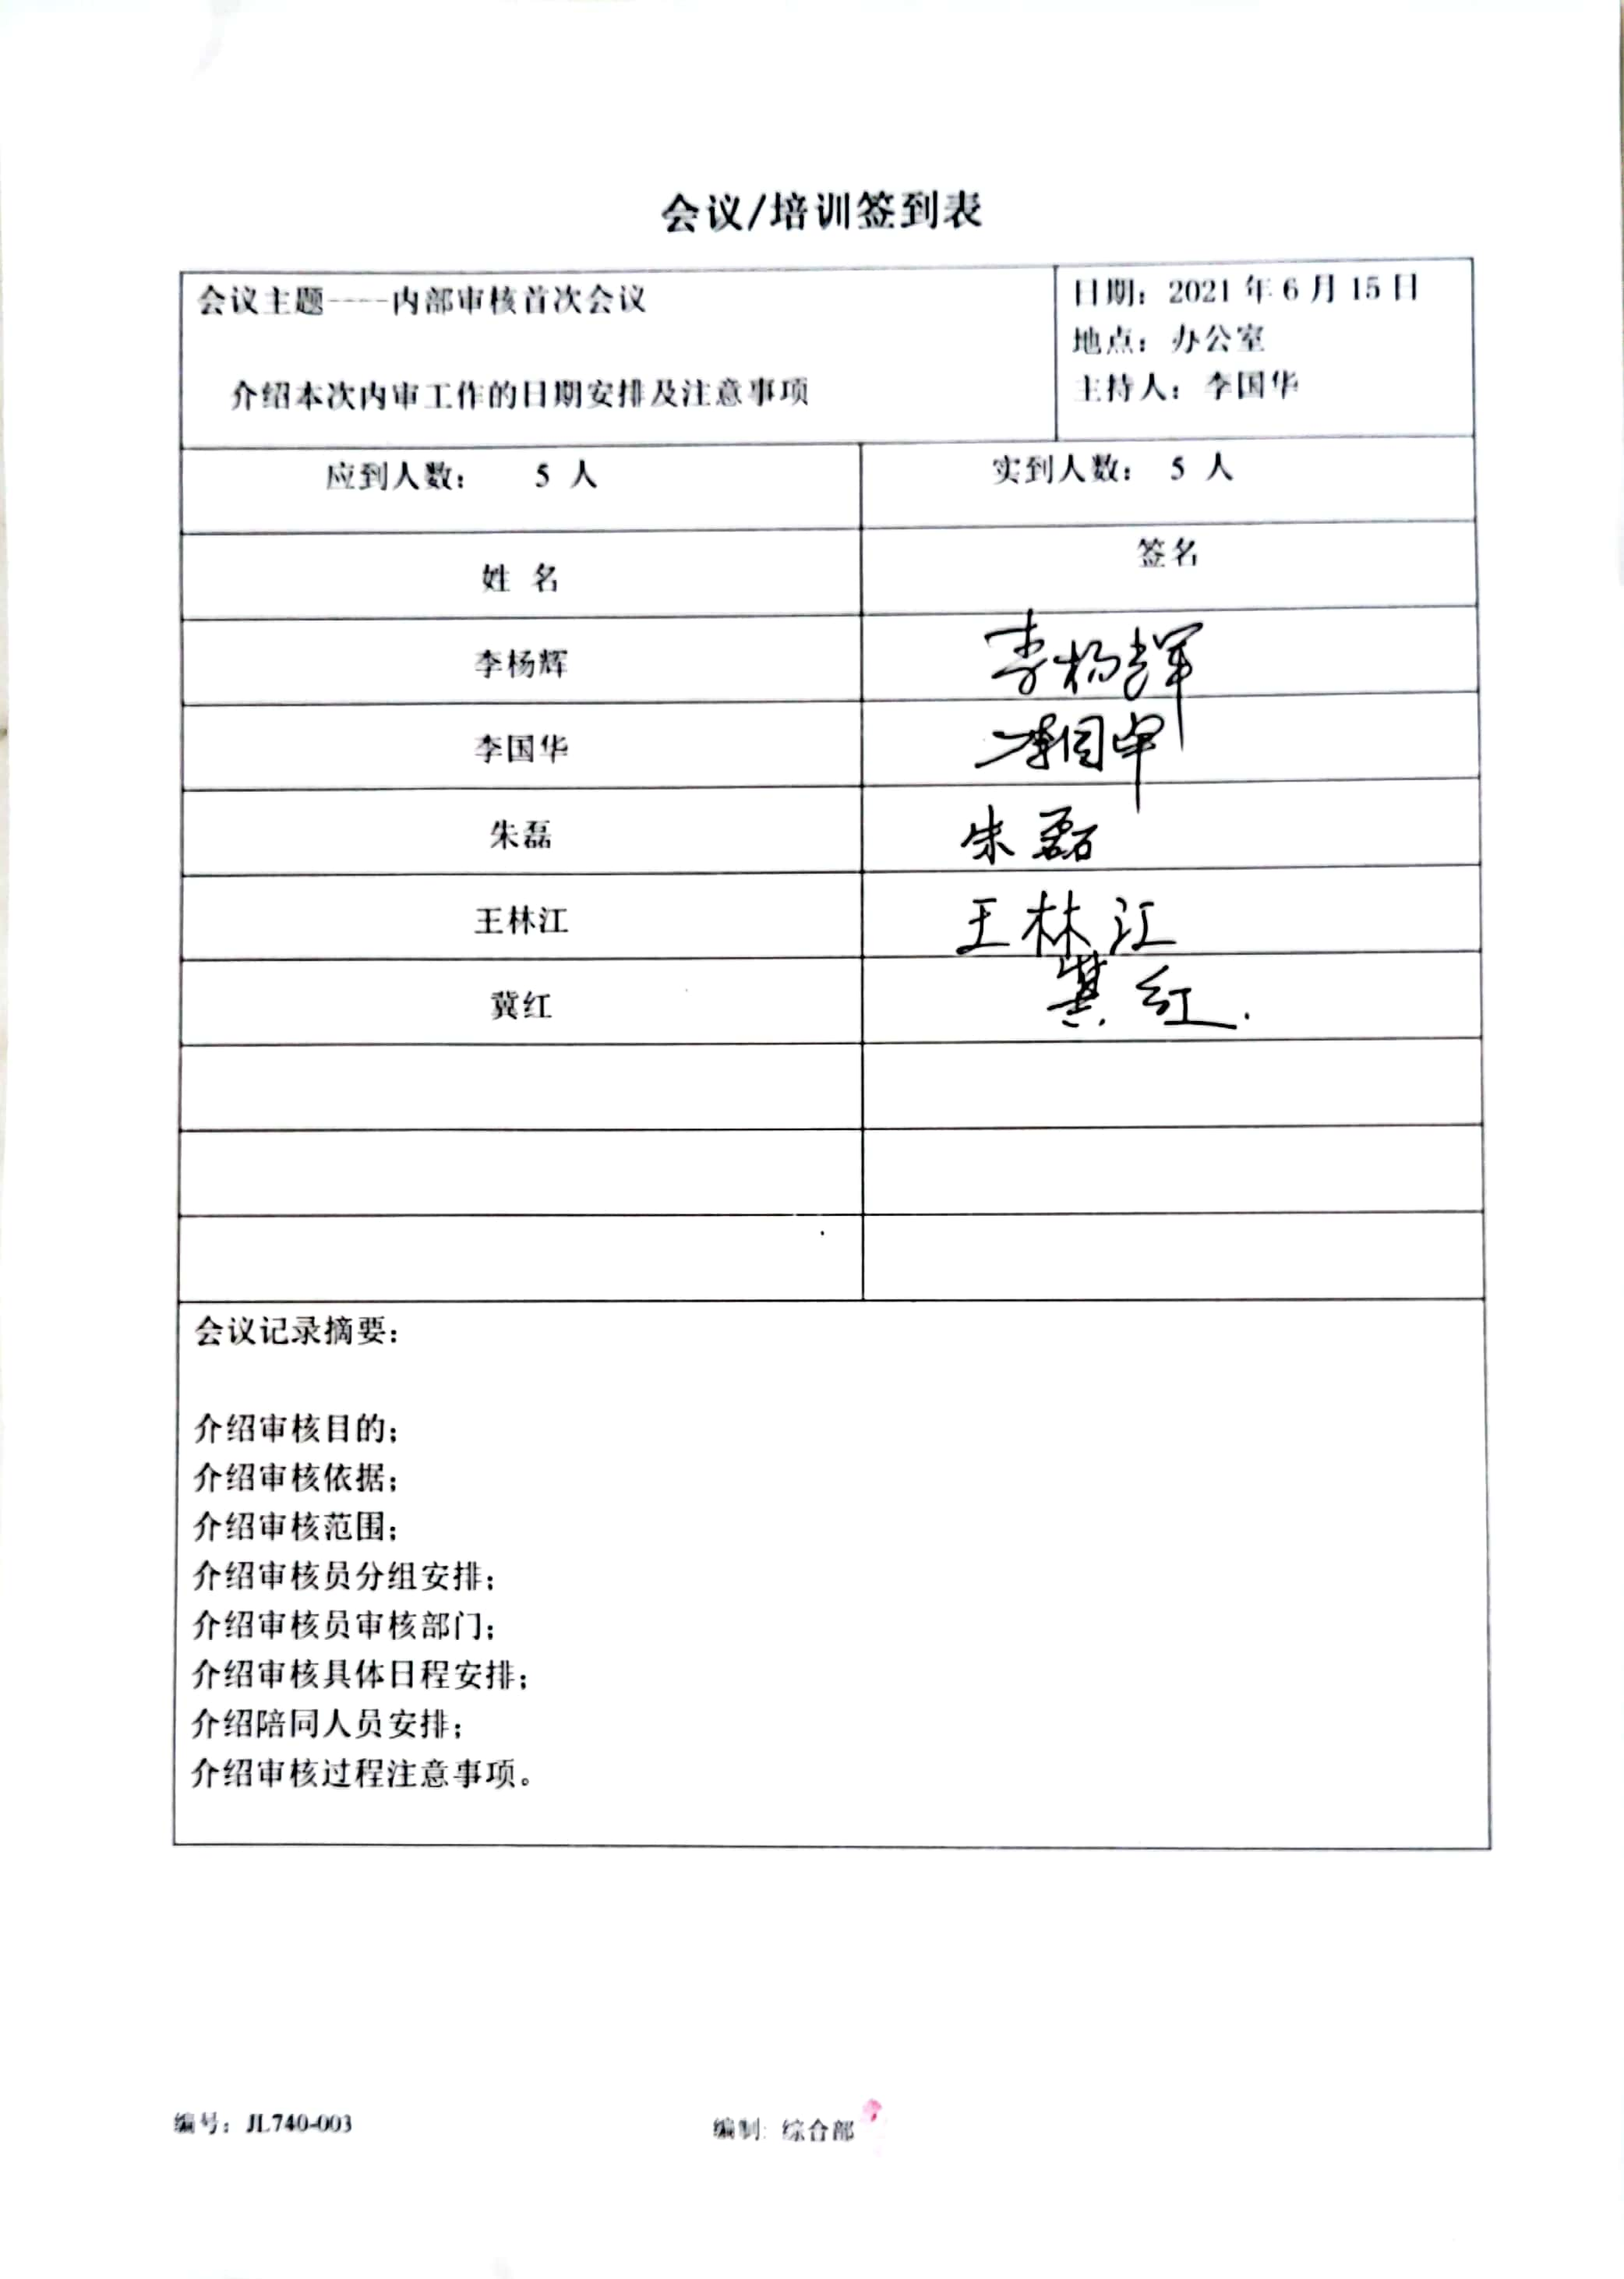 会议/培训签到表
会议主题----内部审核首次会议
介绍本次内审工作的日期安排及注意事项
日期：2021 年 6 月 15 日
地点：办公室
主持人：李国华
应到人数： 5 人
实到人数： 5 人
姓 名
签名
李杨辉
李杨辉
李国华
李国华
朱磊
朱磊
王林江
王林江
冀红
冀红.
会议记录摘要：
介绍审核目的；
介绍审核依据；
介绍审核范围；
介绍审核员分组安排；
介绍审核员审核部门；
介绍审核具体日程安排；
介绍陪同人员安排；
介绍审核过程注意事项。
编号：JL740-003
编制: 综合部